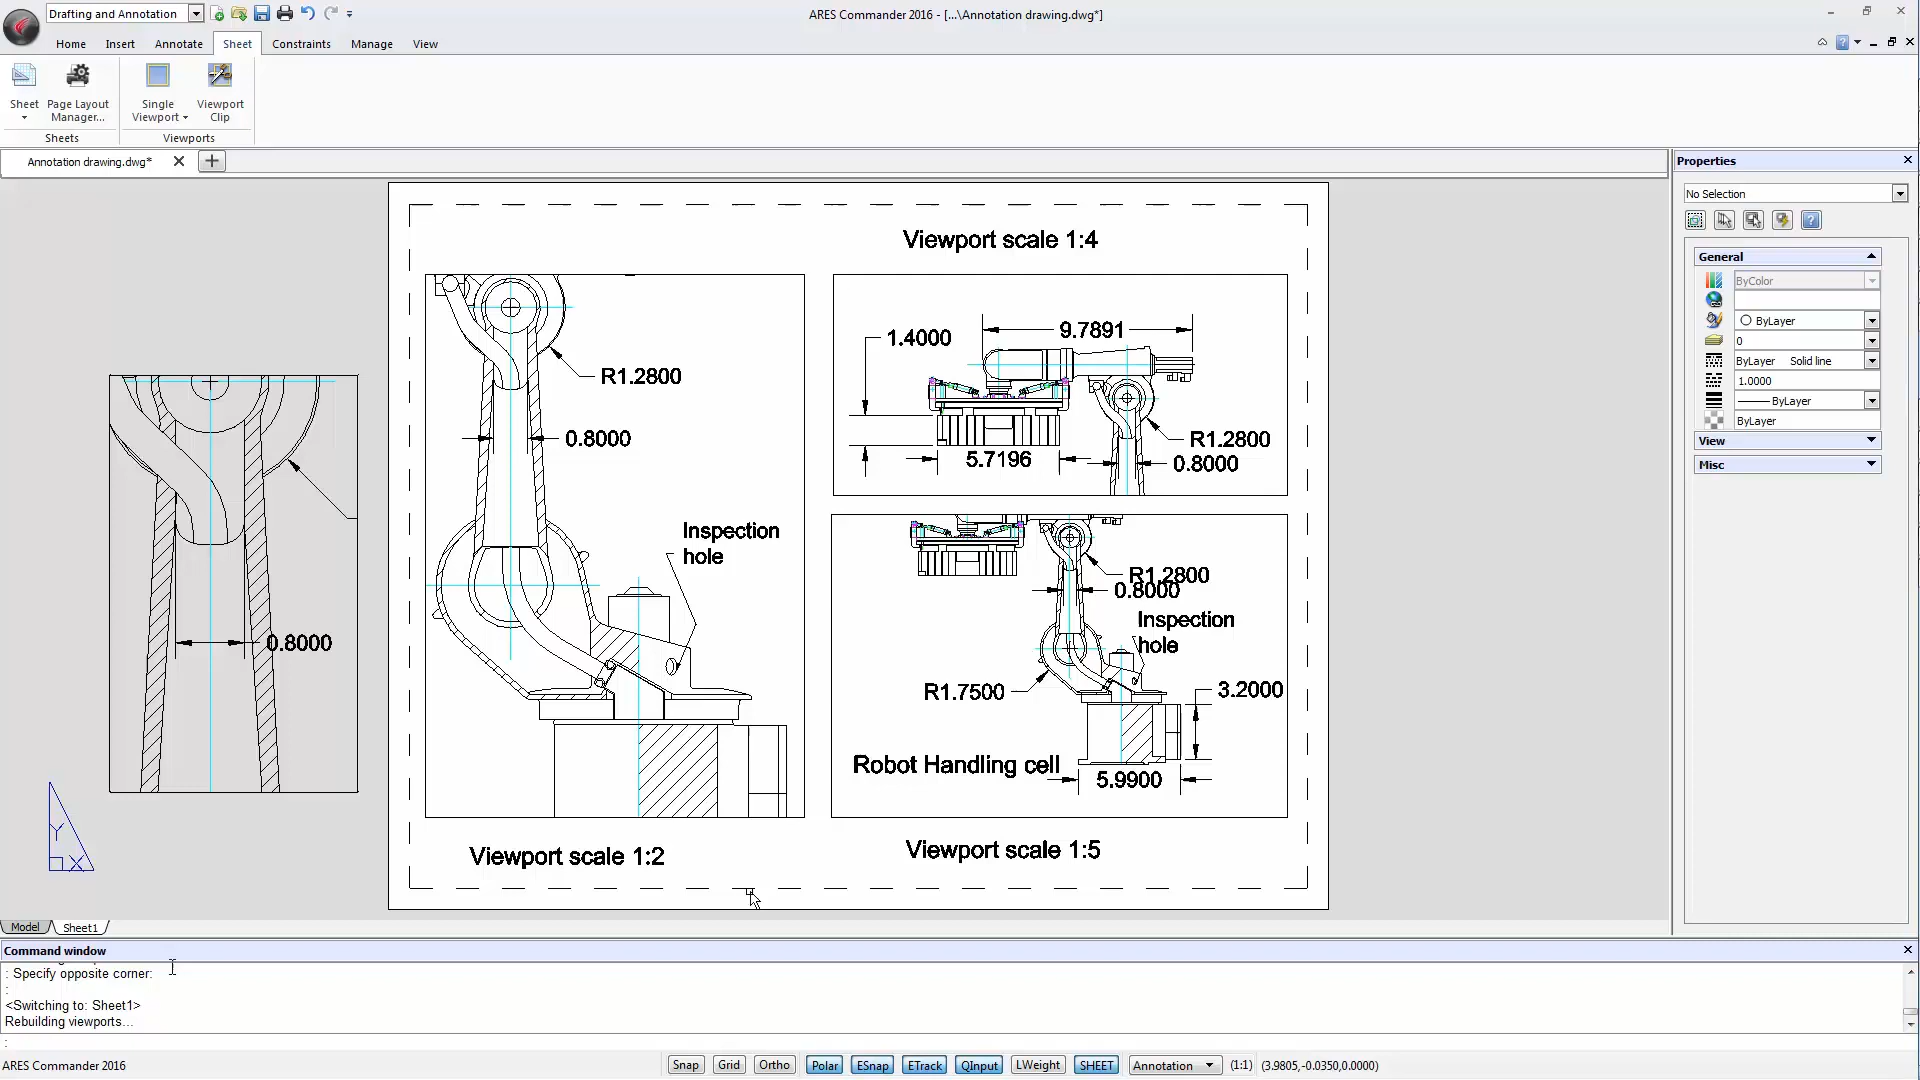 Drafting and Annotation
ARES Commander 2016 - [...\Annotation drawing.dwg*]
Home Insert Annotate Sheet Constraints Manage View
Sheet
Page Layout
Manager...
Single
Viewport
Viewport
Clip
Sheets
Viewports
Annotation drawing.dwg*
Properties
No Selection
General
ByColor
ByLayer
0
ByLayer Solid line
1.0000
ByLayer
ByLayer
View
Misc
Viewport scale 1:4
1.4000
9.7891
R1.2800
0.8000
5.7196
R1.2800
0.8000
Inspection
hole
0.8000
R1.2800
0.8000
Inspection
hole
R1.7500
3.2000
Robot Handling cell
5.9900
Viewport scale 1:2
Viewport scale 1:5
Y
X
Model Sheet1
Command window
: Specify opposite corner:
:
<Switching to: Sheet1>
Rebuilding viewports...
:
ARES Commander 2016
Snap Grid Ortho Polar ESnap ETrack QInput LWeight SHEET Annotation (1:1) (3.9805,-0.0350,0.0000)